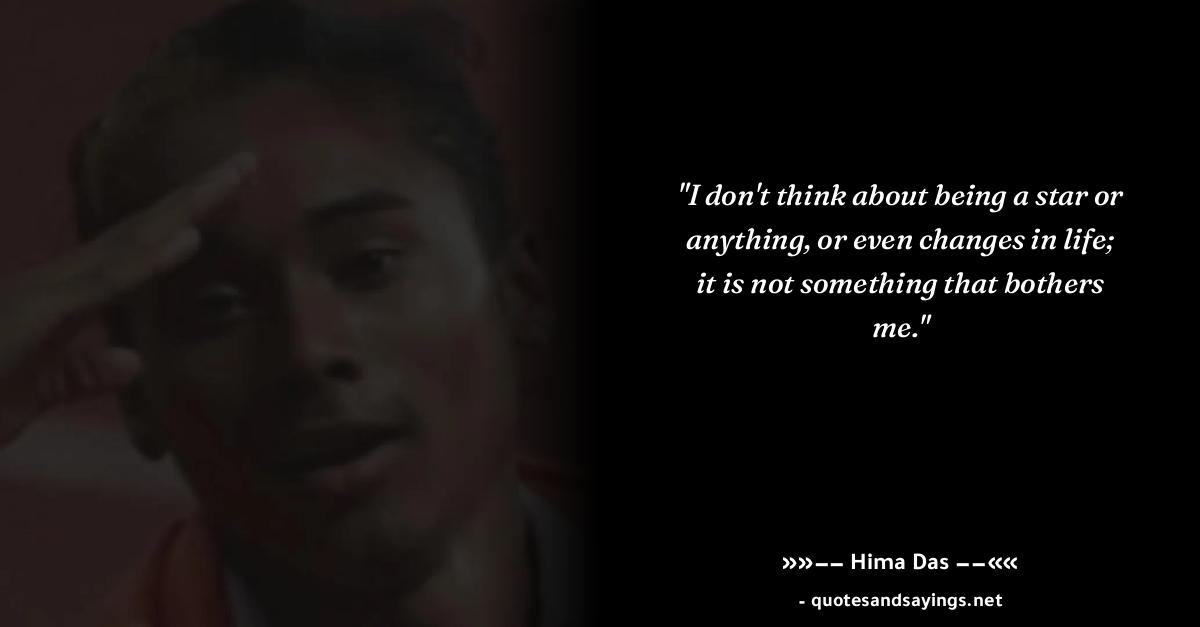 "I don't think about being a star or
anything, or even changes in life;
it is not something that bothers
me."
»»−− Hima Das −−««
- quotesandsayings.net